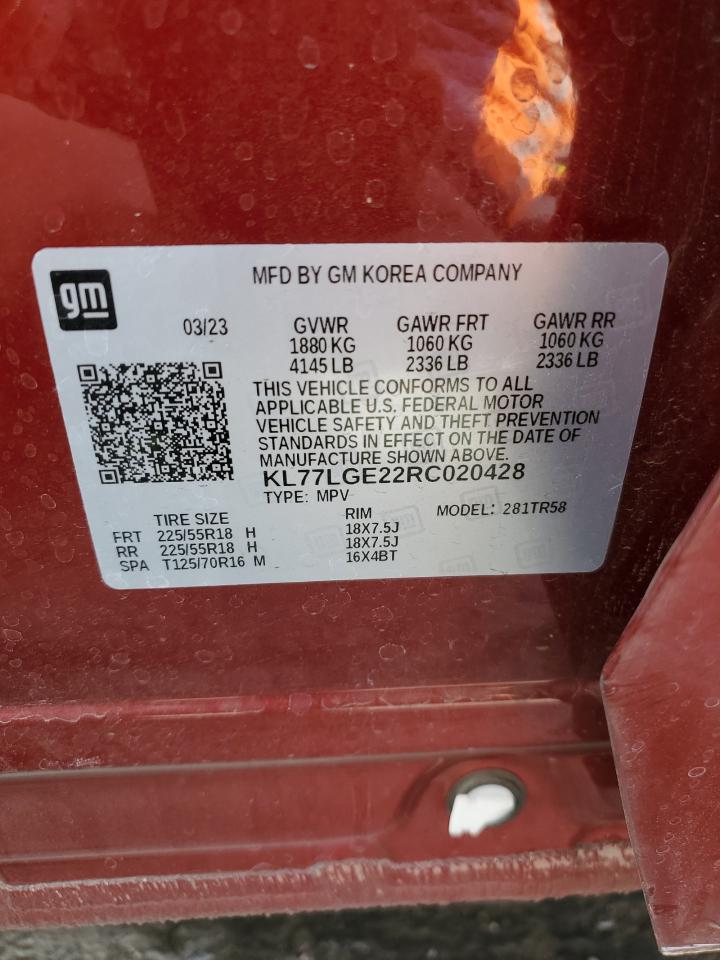 gm
MFD BY GM KOREA COMPANY
03/23 GVWR GAWR FRT GAWR RR
1880 KG 1060 KG 1060 KG
4145 LB 2336 LB 2336 LB
THIS VEHICLE CONFORMS TO ALL
APPLICABLE U.S. FEDERAL MOTOR
VEHICLE SAFETY AND THEFT PREVENTION
STANDARDS IN EFFECT ON THE DATE OF
MANUFACTURE SHOWN ABOVE.
KL77LGE22RC020428
TYPE: MPV
TIRE SIZE RIM MODEL: 281TR58
FRT 225/55R18 H 18X7.5J
RR 225/55R18 H 18X7.5J
SPA T125/70R16 M 16X4BT